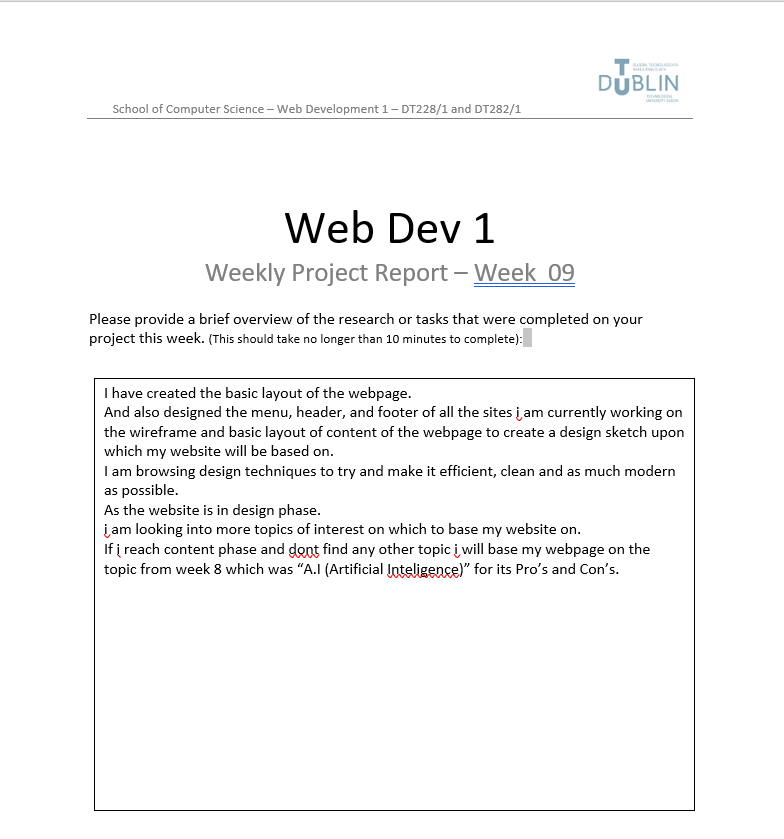 School of Computer Science – Web Development 1 – DT228/1 and DT282/1
DUBLIN
Web Dev 1
Weekly Project Report – Week  09
Please provide a brief overview of the research or tasks that were completed on your
project this week. (This should take no longer than 10 minutes to complete):
I have created the basic layout of the webpage.
And also designed the menu, header, and footer of all the sites i am currently working on
the wireframe and basic layout of content of the webpage to create a design sketch upon
which my website will be based on.
I am browsing design techniques to try and make it efficient, clean and as much modern
as possible.
As the website is in design phase.
i am looking into more topics of interest on which to base my website on.
If i reach content phase and dont find any other topic i will base my webpage on the
topic from week 8 which was “A.I (Artificial Inteligence)” for its Pro’s and Con’s.